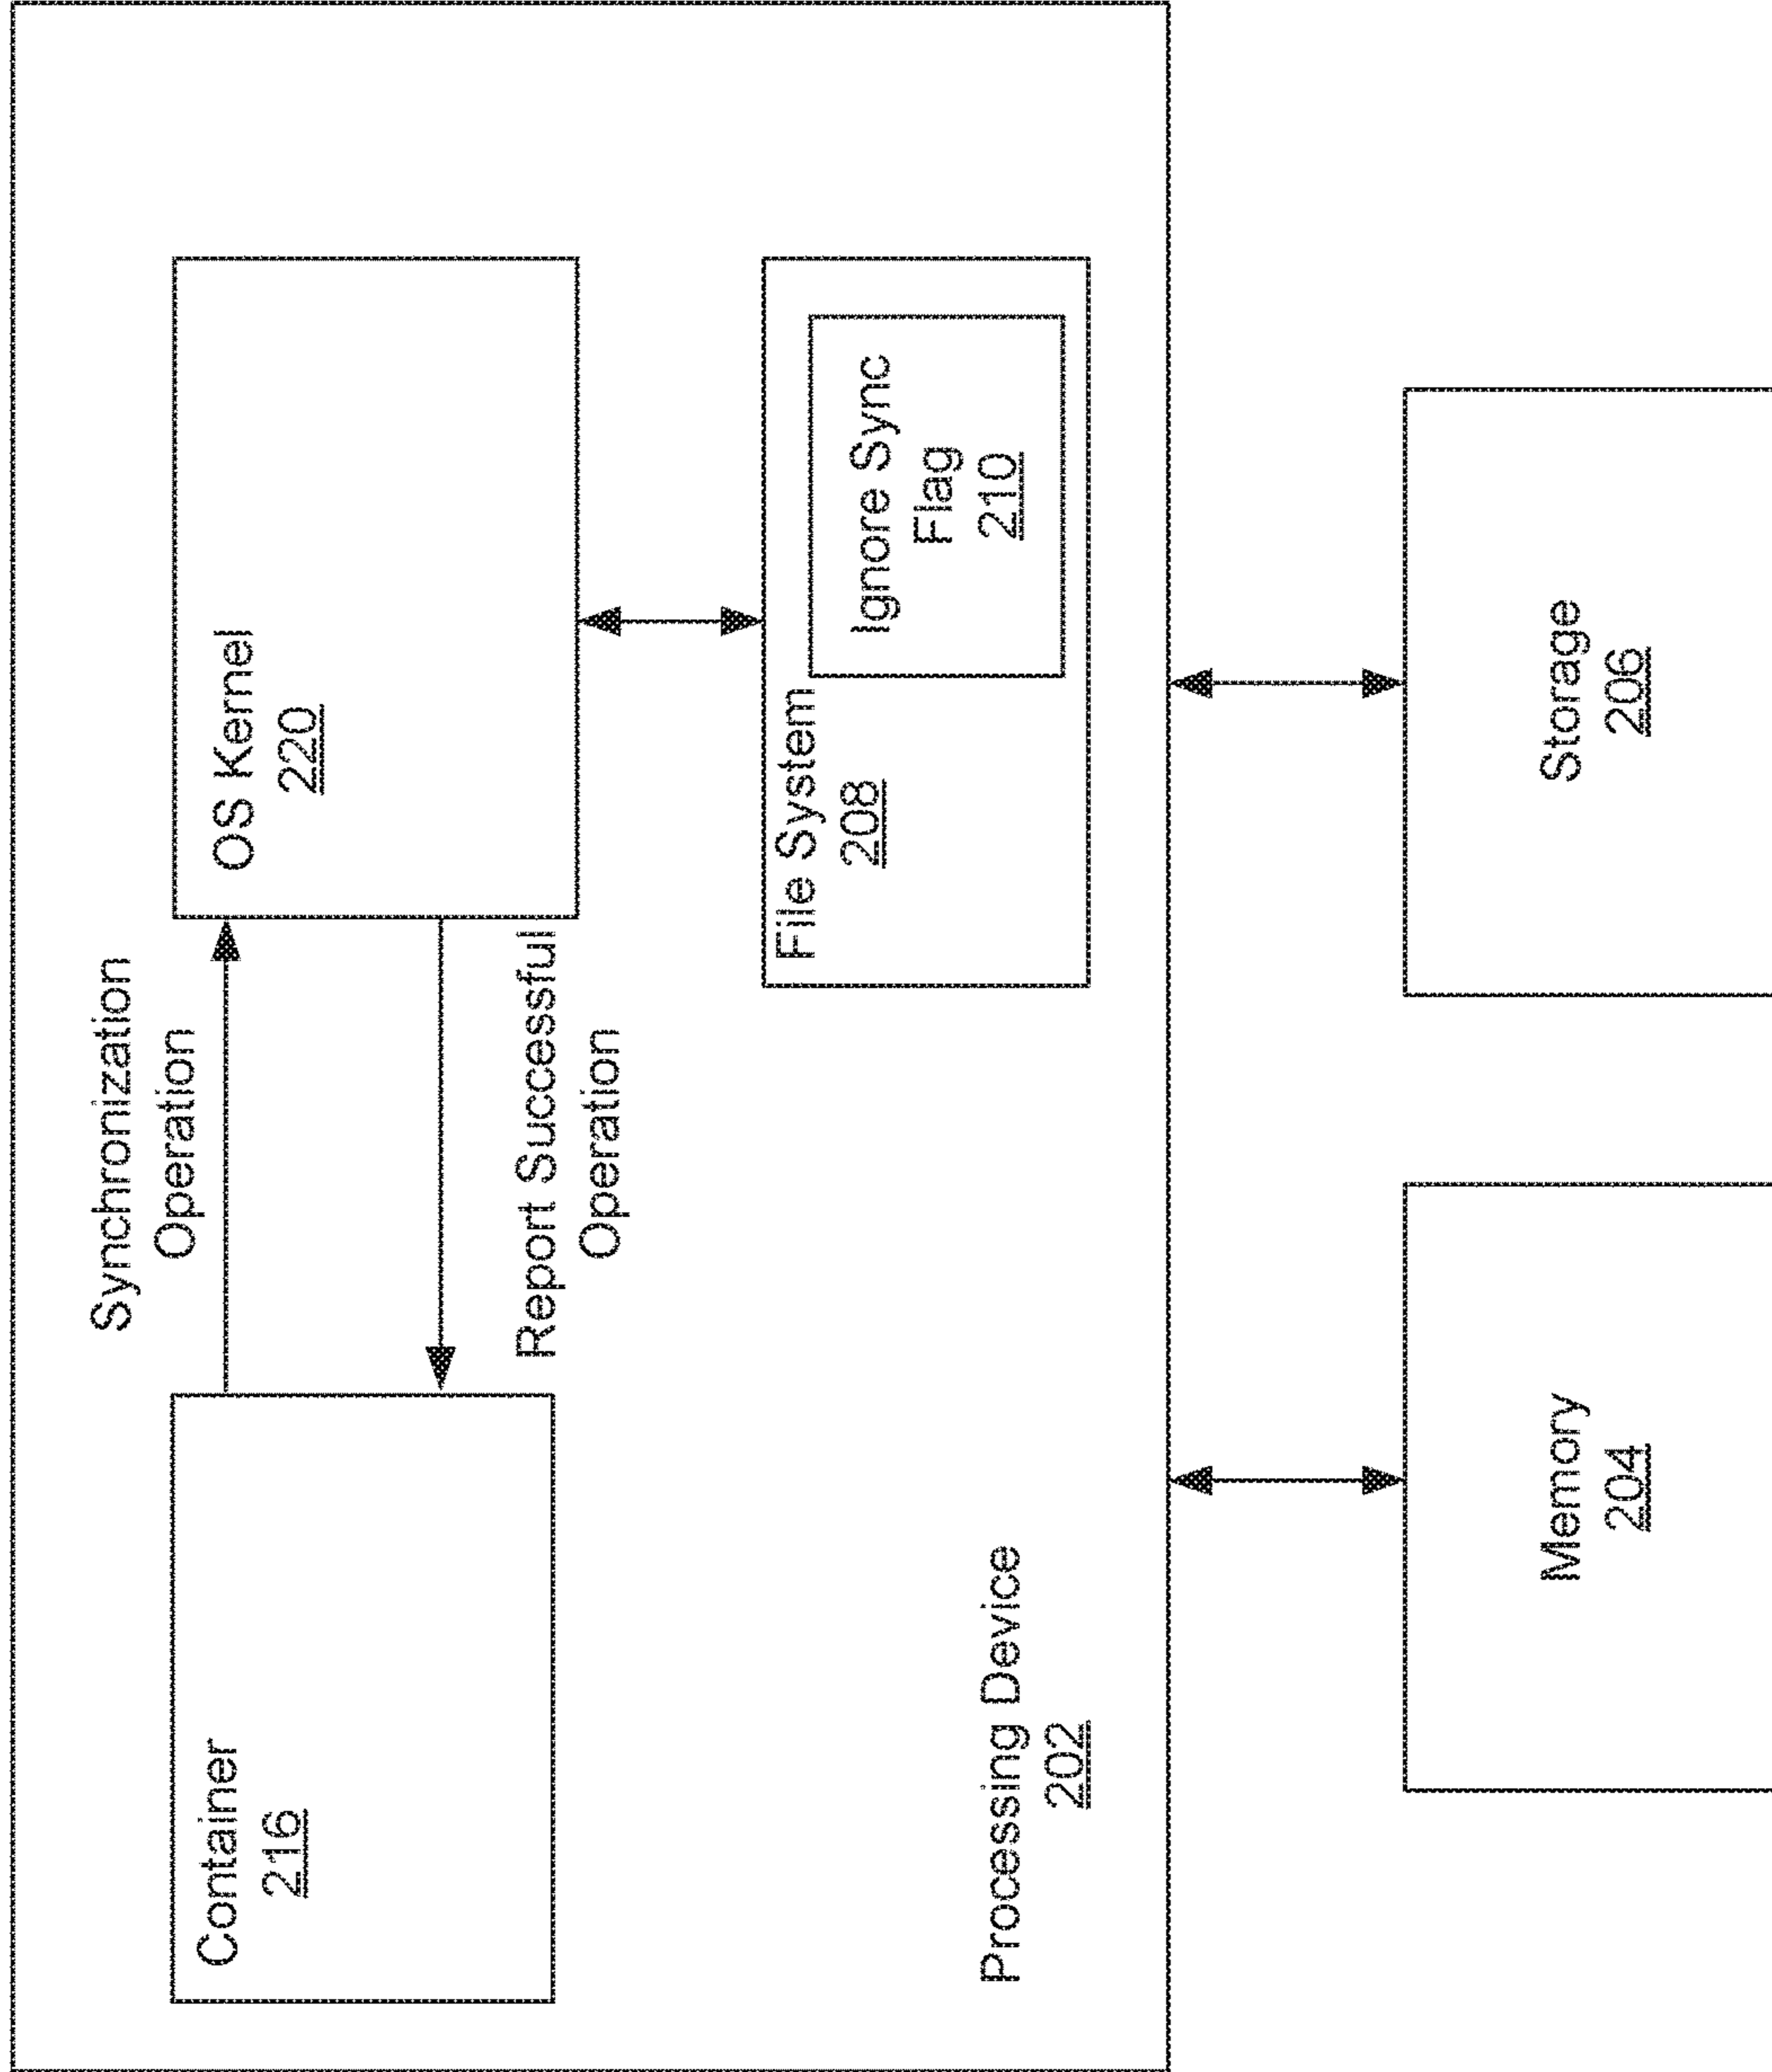 Container
216
Synchronization
Operation
Report Successful
Operation
OS Kernel
220
File System
208
Ignore Sync
Flag
210
Processing Device
202
Memory
204
Storage
206